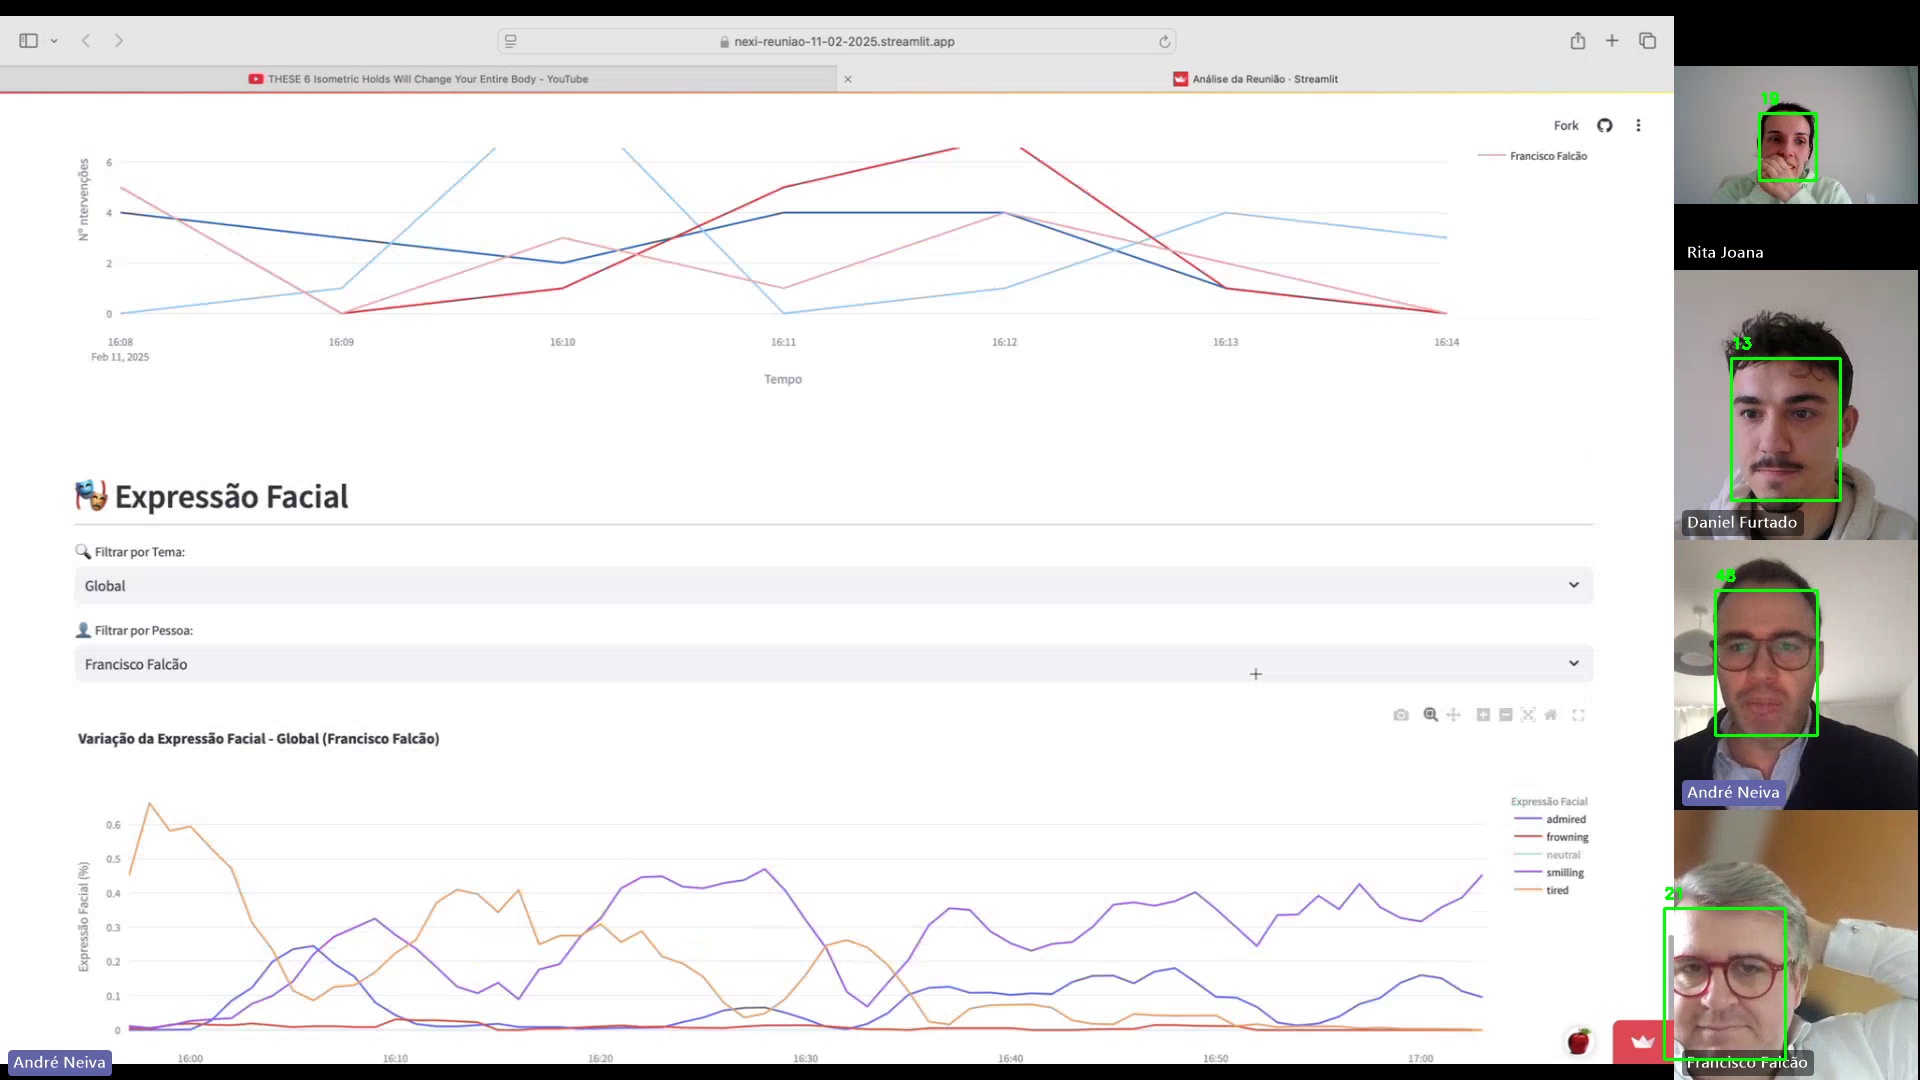 nexi-reuniao-11-02-2025.streamlit.app
THESE 6 Isometric Holds Will Change Your Entire Body - YouTube
Análise da Reunião · Streamlit
Fork
Francisco Falcão
Nº ntervenções
6
4
2
0
16:08
Feb 11, 2025
16:09
16:10
16:11
16:12
16:13
16:14
Tempo
Expressão Facial
Filtrar por Tema:
Global
Filtrar por Pessoa:
Francisco Falcão
Variação da Expressão Facial - Global (Francisco Falcão)
Expressão Facial (%)
0.6
0.5
0.4
0.3
0.2
0.1
0
16:00
16:10
16:20
16:30
16:40
16:50
17:00
Expressão Facial
admired
frowning
neutral
smilling
tired
André Neiva
19
Rita Joana
13
Daniel Furtado
André Neiva
Francisco Falcão